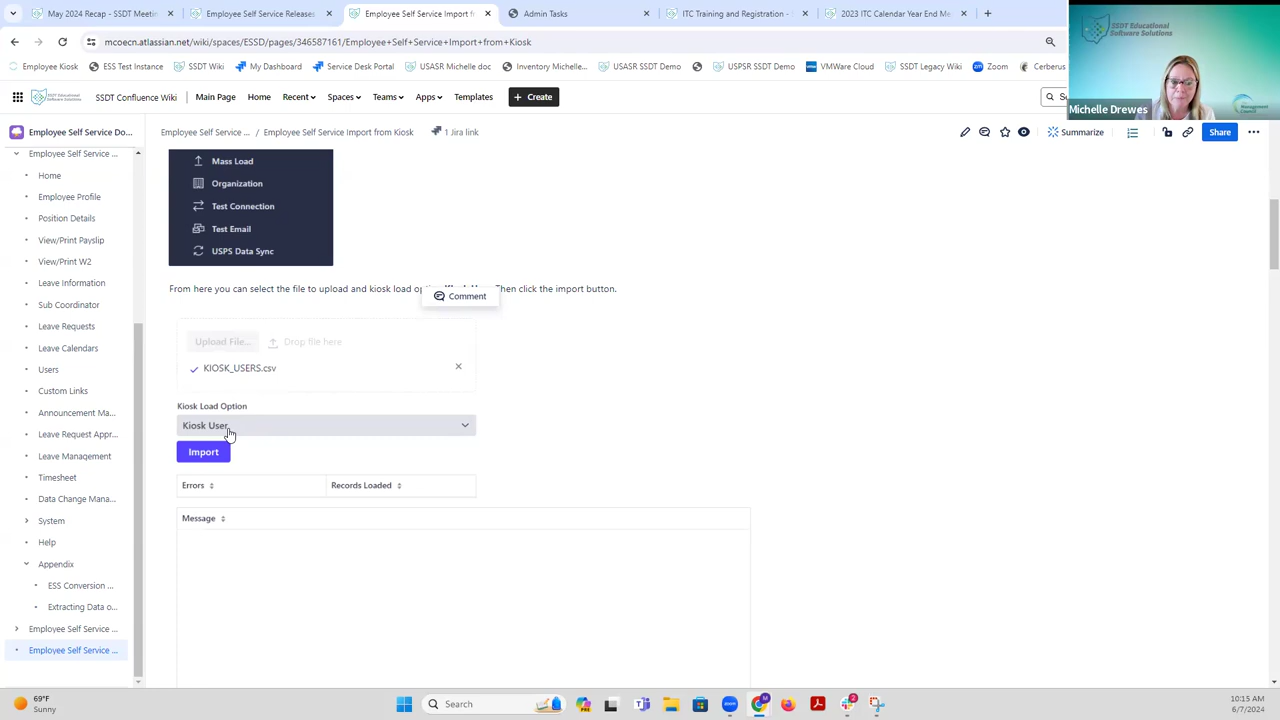 May 2024 Recap - SSDT Meeti
Employee Self Service Releases
Employee Self Service Import fr
Admin Tasks
ITC Training and Registration - S
2023 ITC Calendar Year End Me
mcoecn.atlassian.net/wiki/spaces/ESSD/pages/246587161/Employee+Self+Service+Import+from+Kiosk
Employee Kiosk
ESS Test Instance
SSDT Wiki
My Dashboard
Service Desk Portal
USASR Michelle doc
Inventory Michelle...
USASR SSDT Demo
USPSR SSDT Demo
VMWare Cloud
SSDT Legacy Wiki
Zoom
Cerberus
SSDT Educational
Software Solutions
Management
Council
Michelle Drewes
SSDT Confluence Wiki
Main Page
Home
Recent
Spaces
Teams
Apps
Templates
+ Create
Employee Self Service Do...
Employee Self Service ... / Employee Self Service Import from Kiosk
1 Jira link
Summarize
Share
Employee Self Service ...
Home
Employee Profile
Position Details
View/Print Payslip
View/Print W2
Leave Information
Sub Coordinator
Leave Requests
Leave Calendars
Users
Custom Links
Announcement Ma...
Leave Request Appr...
Leave Management
Timesheet
Data Change Mana...
System
Help
Appendix
ESS Conversion ...
Extracting Data o...
Employee Self Service ...
Employee Self Service ...
Mass Load
Organization
Test Connection
Test Email
USPS Data Sync
From here you can select the file to upload and kiosk load Then click the import button.
Comment
Upload File...
Drop file here
KIOSK_USERS.csv
Kiosk Load Option
Kiosk User
Import
Errors
Records Loaded
Message
69°F
Sunny
Search
2
10:15 AM
6/7/2024